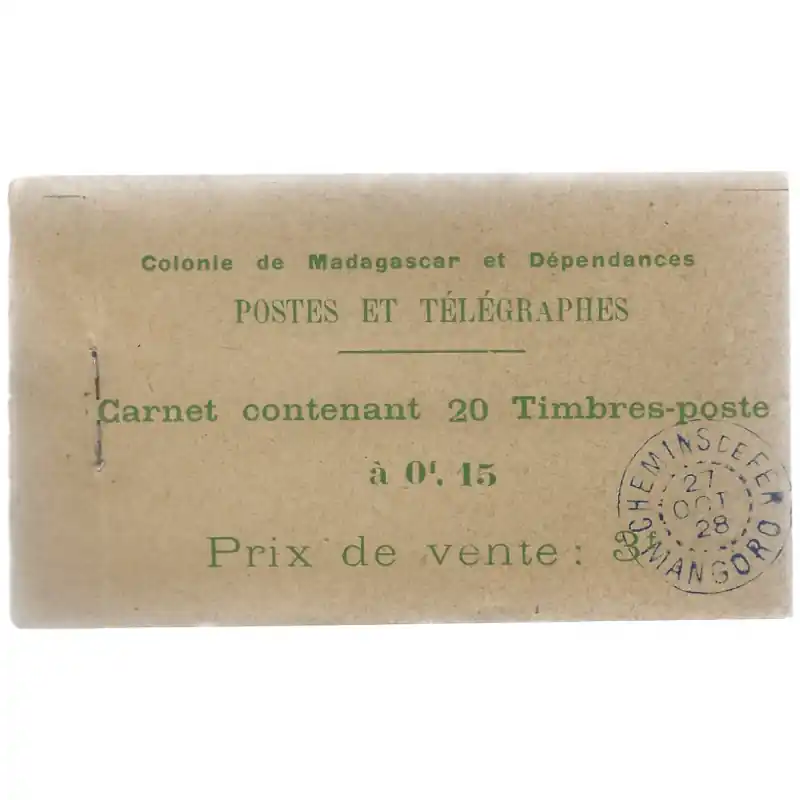 Colonie de Madagascar et Dépendances
POSTES ET TÉLÉGRAPHES
Carnet contenant 20 Timbres-poste
à 0f. 15
Prix de vente : 3f
CHEMINS DE FER
27
OCT
28
MANGORO